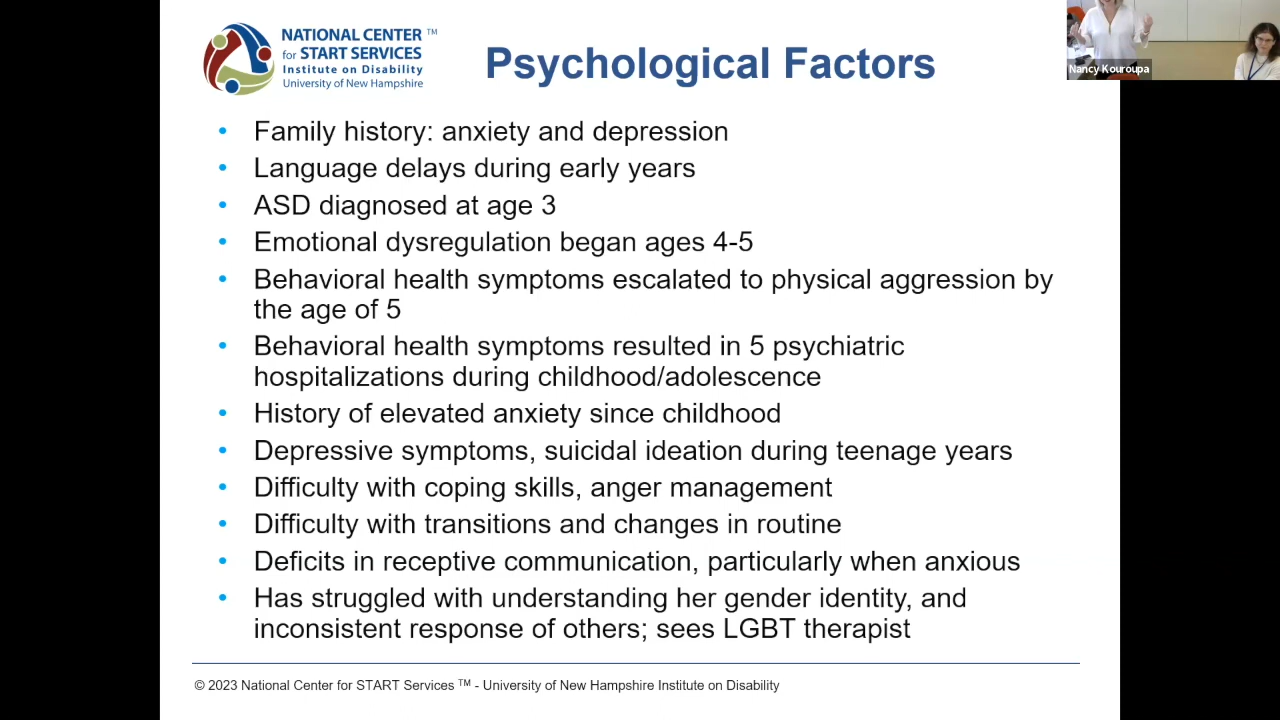 NATIONAL CENTER TM
for START SERVICES
Institute on Disability
University of New Hampshire
Psychological Factors
Nancy Kouroupa
• Family history: anxiety and depression
• Language delays during early years
• ASD diagnosed at age 3
• Emotional dysregulation began ages 4-5
• Behavioral health symptoms escalated to physical aggression by
the age of 5
• Behavioral health symptoms resulted in 5 psychiatric
hospitalizations during childhood/adolescence
• History of elevated anxiety since childhood
• Depressive symptoms, suicidal ideation during teenage years
• Difficulty with coping skills, anger management
• Difficulty with transitions and changes in routine
• Deficits in receptive communication, particularly when anxious
• Has struggled with understanding her gender identity, and
inconsistent response of others; sees LGBT therapist
© 2023 National Center for START Services TM - University of New Hampshire Institute on Disability